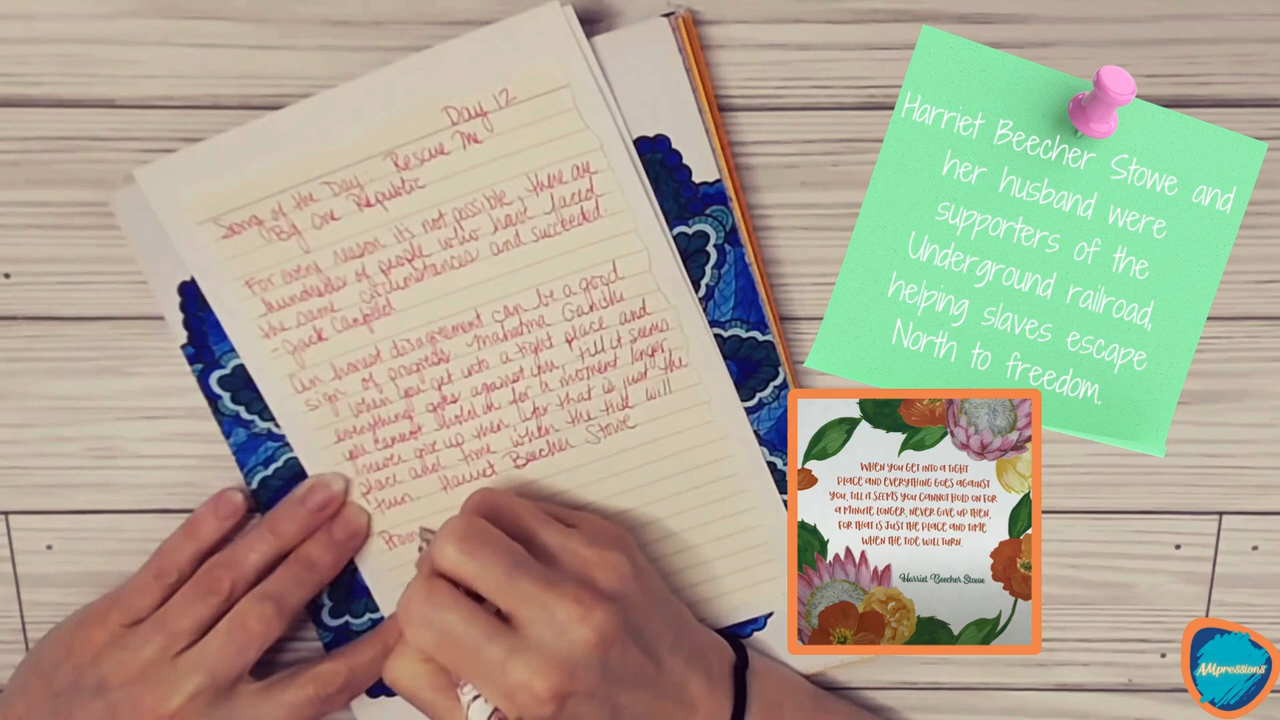 Day 12
Song of the Day: Rescue Me
By One Republic
For every reason it's not possible, there are
hundreds of people who have faced
the same circumstances and succeeded.
- Jack Canfield
An honest disagreement can be a good
sign of progress. Mahatma Gandhi
When you get into a tight place and
everything goes against you, till it seems
you cannot hold on for a moment longer,
never give up then, for that is just the
place and time when the tide will
turn. Harriet Beecher Stowe
Prom
Harriet Beecher Stowe and
her husband were
supporters of the
Underground railroad,
helping slaves escape
North to freedom.
WHEN YOU GET INTO A TIGHT
PLACE AND EVERYTHING GOES AGAINST
YOU, TILL IT SEEMS YOU CANNOT HOLD ON FOR
A MINUTE LONGER, NEVER GIVE UP THEN,
FOR THAT IS JUST THE PLACE AND TIME
WHEN THE TIDE WILL TURN.
Harriet Beecher Stowe
AMpressions